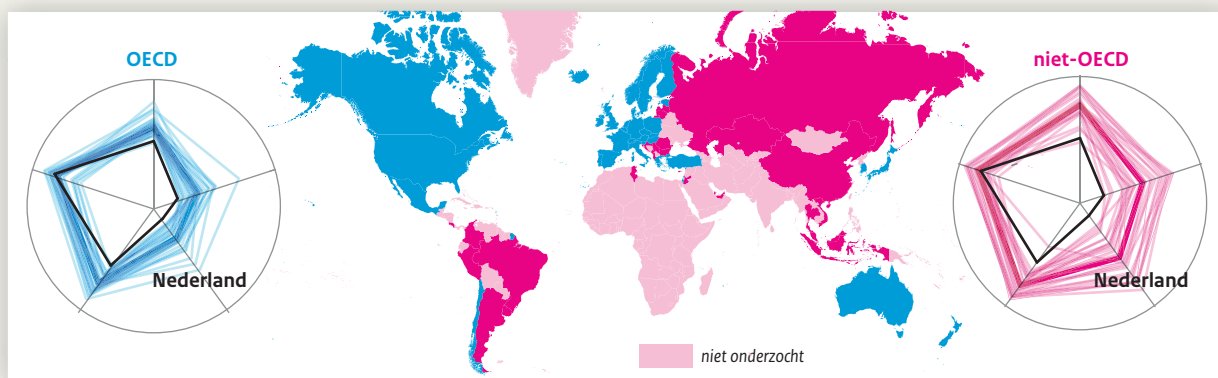 OECD
niet-OECD
Nederland
Nederland
niet onderzocht